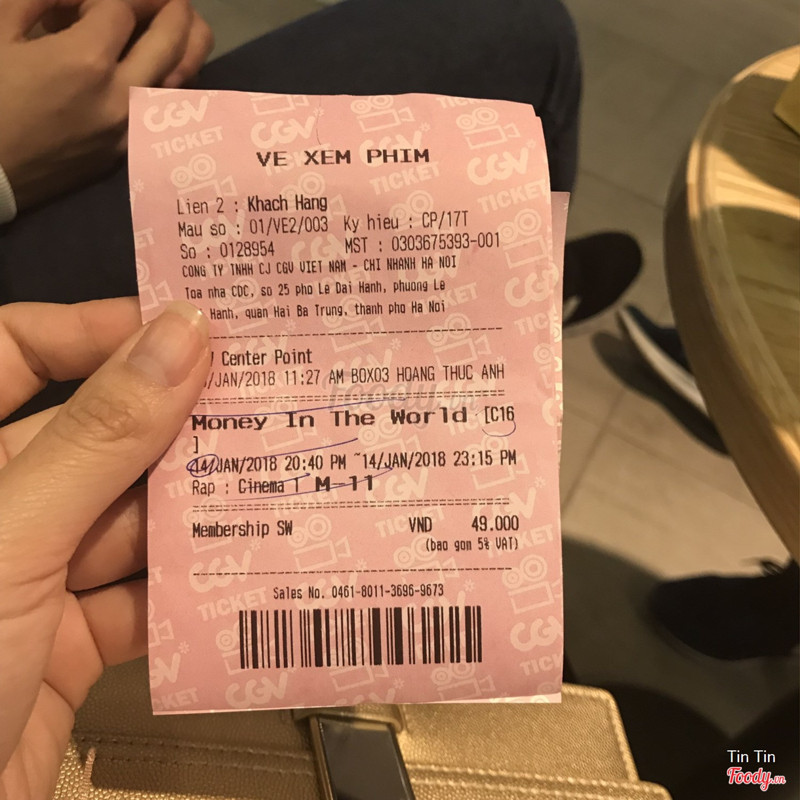 VE XEM PHIM
Lien 2 : Khach Hang
Mau so : 01/VE2/003 Ky hieu : CP/17T
So : 0128954 MST : 0303675393-001
CONG TY TNHH CJ CGV VIET NAM - CHI NHANH HA NOI
Toa nha CDC, so 25 pho Le Dai Hanh, phuong Le
Hanh, quan Hai Ba Trung, thanh pho Ha Noi
Center Point
/JAN/2018 11:27 AM BOX03 HOANG THUC ANH
Money In The World [C16
]
14/JAN/2018 20:40 PM ~14/JAN/2018 23:15 PM
Rap : Cinema 1 M-11
Membership SW VND 49.000
(bao gom 5% VAT)
Sales No. 0461-8011-3696-9673
CGV TICKET
Tin Tin
Foody.vn